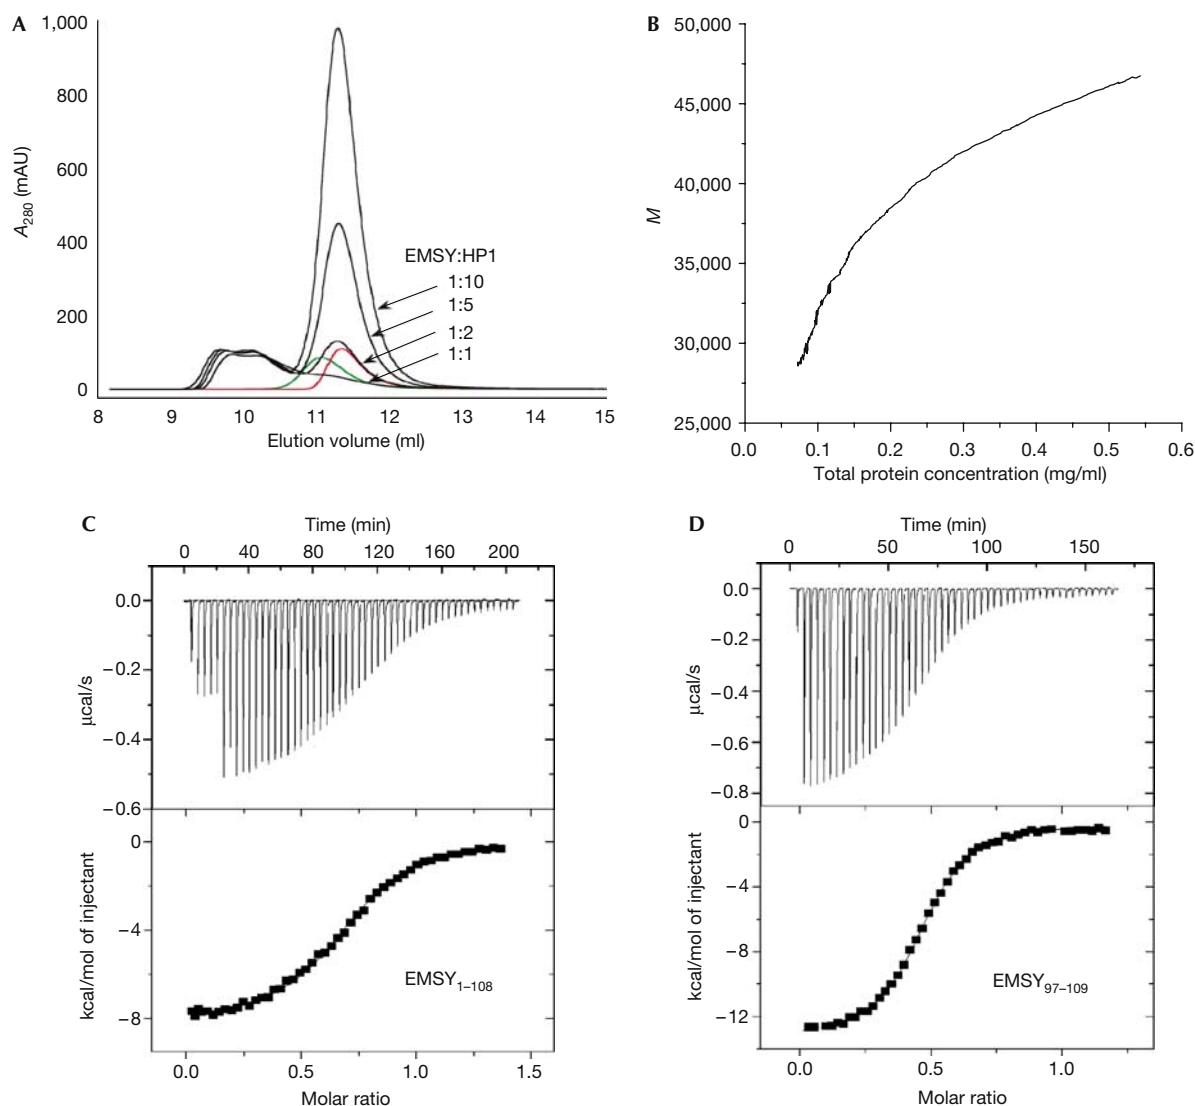 A
1,000
800
600
400
200
0
A280 (mAU)
EMSY:HP1
1:10
1:5
1:2
1:1
8 9 10 11 12 13 14 15
Elution volume (ml)
B
50,000
45,000
40,000
35,000
30,000
25,000
M
0.0 0.1 0.2 0.3 0.4 0.5 0.6
Total protein concentration (mg/ml)
C
Time (min)
0 40 80 120 160 200
0.0
−0.2
−0.4
−0.6
μcal/s
0
−4
−8
kcal/mol of injectant
EMSY1–108
0.0 0.5 1.0 1.5
Molar ratio
D
Time (min)
0 50 100 150
0.0
−0.2
−0.4
−0.6
−0.8
μcal/s
0
−4
−8
−12
kcal/mol of injectant
EMSY97–109
0.0 0.5 1.0
Molar ratio